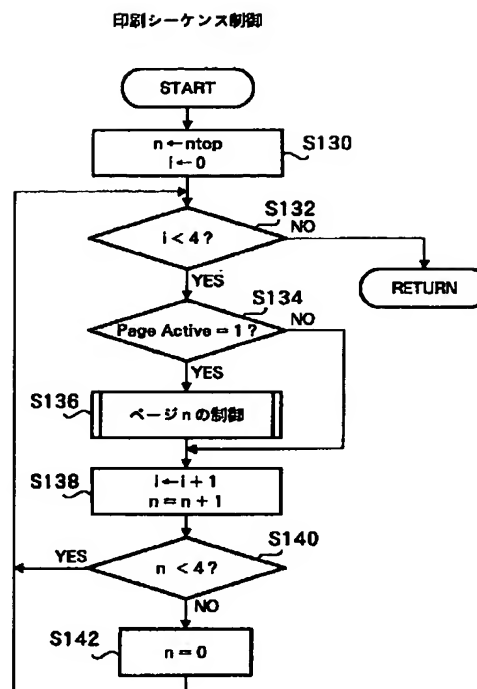 印刷シーケンス制御
START
n←ntop
i←0
S130
S132
i < 4 ?
NO
YES
RETURN
S134
Page Active = 1 ?
NO
YES
S136
ページ n の制御
S138
i←i + 1
n = n + 1
S140
n < 4 ?
YES
NO
S142
n = 0